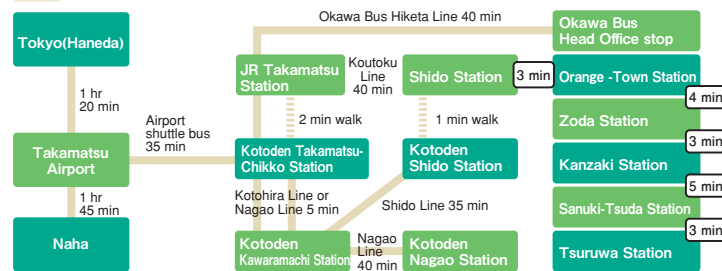 Okawa Bus Hiketa Line 40 min
Tokyo(Haneda)
Okawa Bus
Head Office stop
JR Takamatsu
Station
Koutoku
Line
40 min
Shido Station
3 min
Orange -Town Station
1 hr
20 min
4 min
Airport
shuttle bus
35 min
2 min walk
1 min walk
Zoda Station
3 min
Takamatsu
Airport
Kotoden Takamatsu-
Chikko Station
Kotoden
Shido Station
Kanzaki Station
5 min
1 hr
45 min
Kotohira Line or
Nagao Line 5 min
Shido Line 35 min
Sanuki-Tsuda Station
3 min
Naha
Kotoden
Kawaramachi Station
Nagao
Line
40 min
Kotoden
Nagao Station
Tsuruwa Station